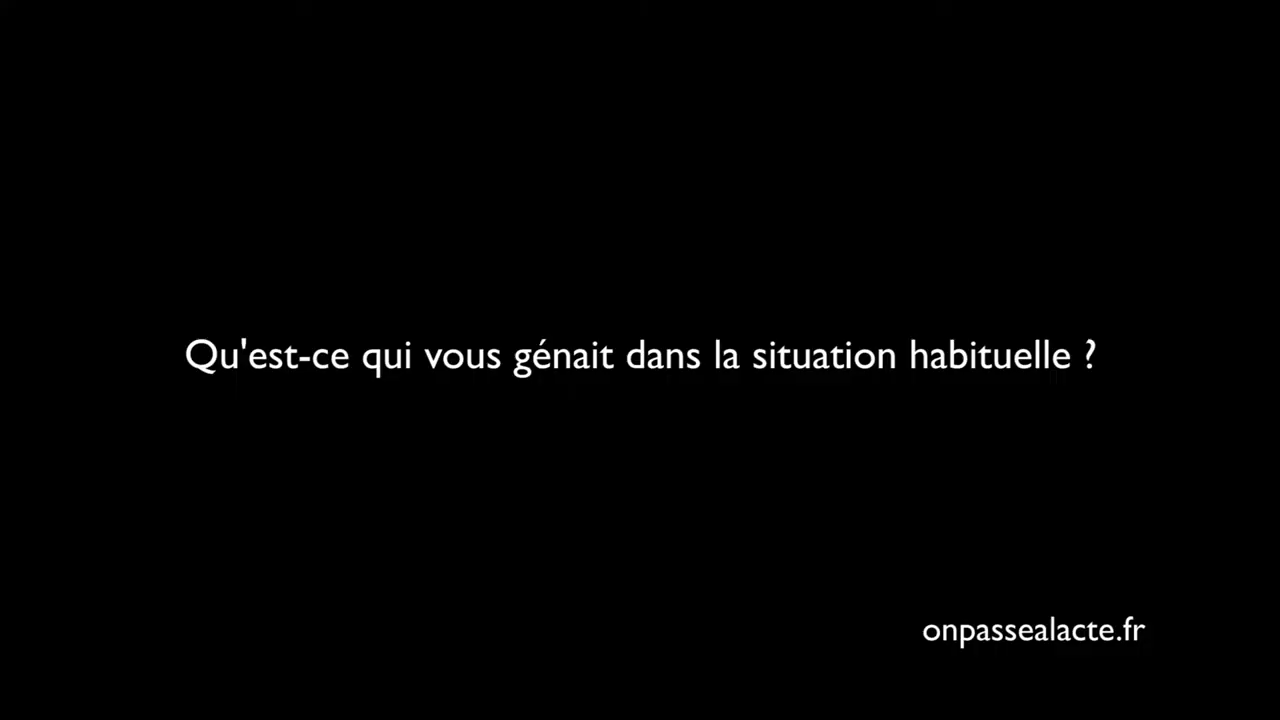 Qu'est-ce qui vous génait dans la situation habituelle ?
onpassealacte.fr